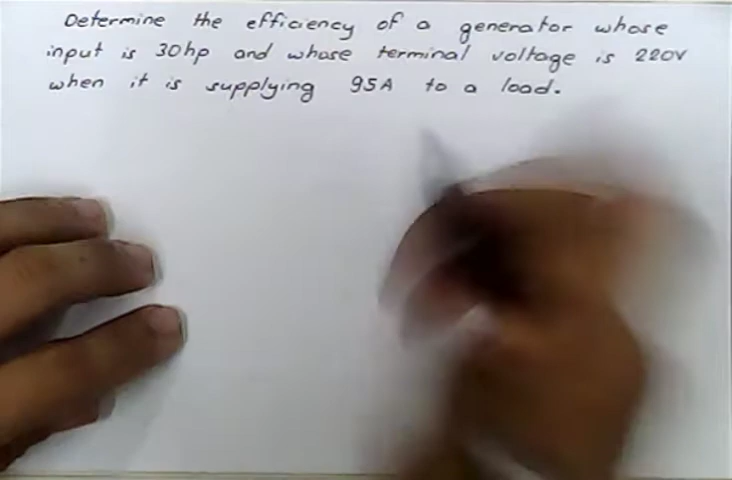 Determine the efficiency of a generator whose
input is 30hp and whose terminal voltage is 220V
when it is supplying 95A to a load.